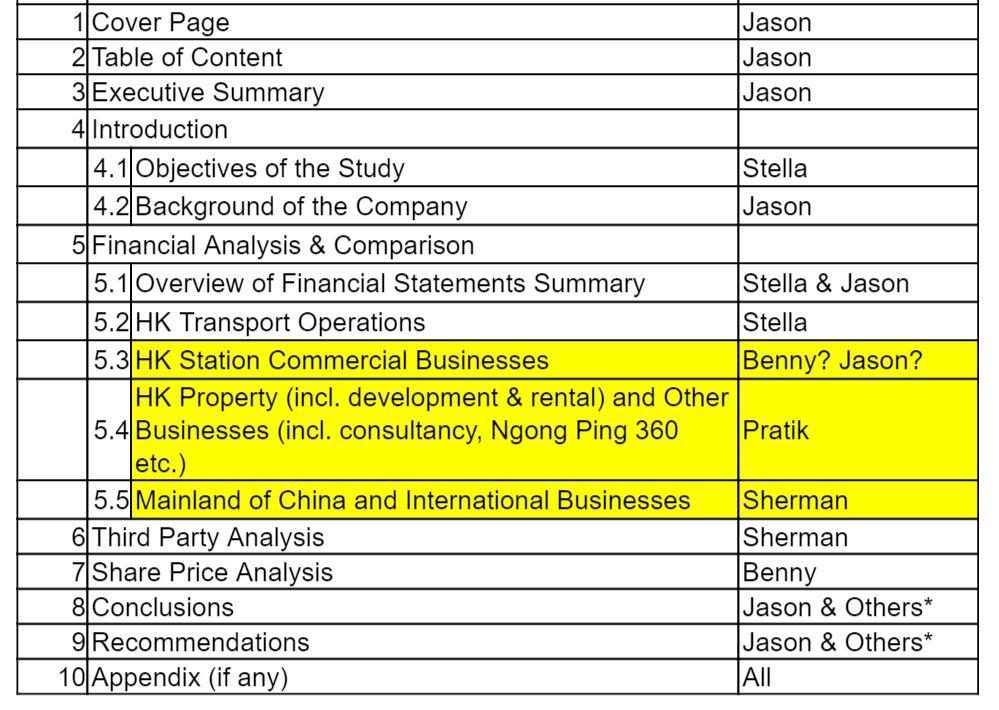 1 Cover Page Jason
2 Table of Content Jason
3 Executive Summary Jason
4 Introduction
4.1 Objectives of the Study Stella
4.2 Background of the Company Jason
5 Financial Analysis & Comparison
5.1 Overview of Financial Statements Summary Stella & Jason
5.2 HK Transport Operations Stella
5.3 HK Station Commercial Businesses Benny? Jason?
HK Property (incl. development & rental) and Other
5.4 Businesses (incl. consultancy, Ngong Ping 360 Pratik
etc.)
5.5 Mainland of China and International Businesses Sherman
6 Third Party Analysis Sherman
7 Share Price Analysis Benny
8 Conclusions Jason & Others*
9 Recommendations Jason & Others*
10 Appendix (if any) All